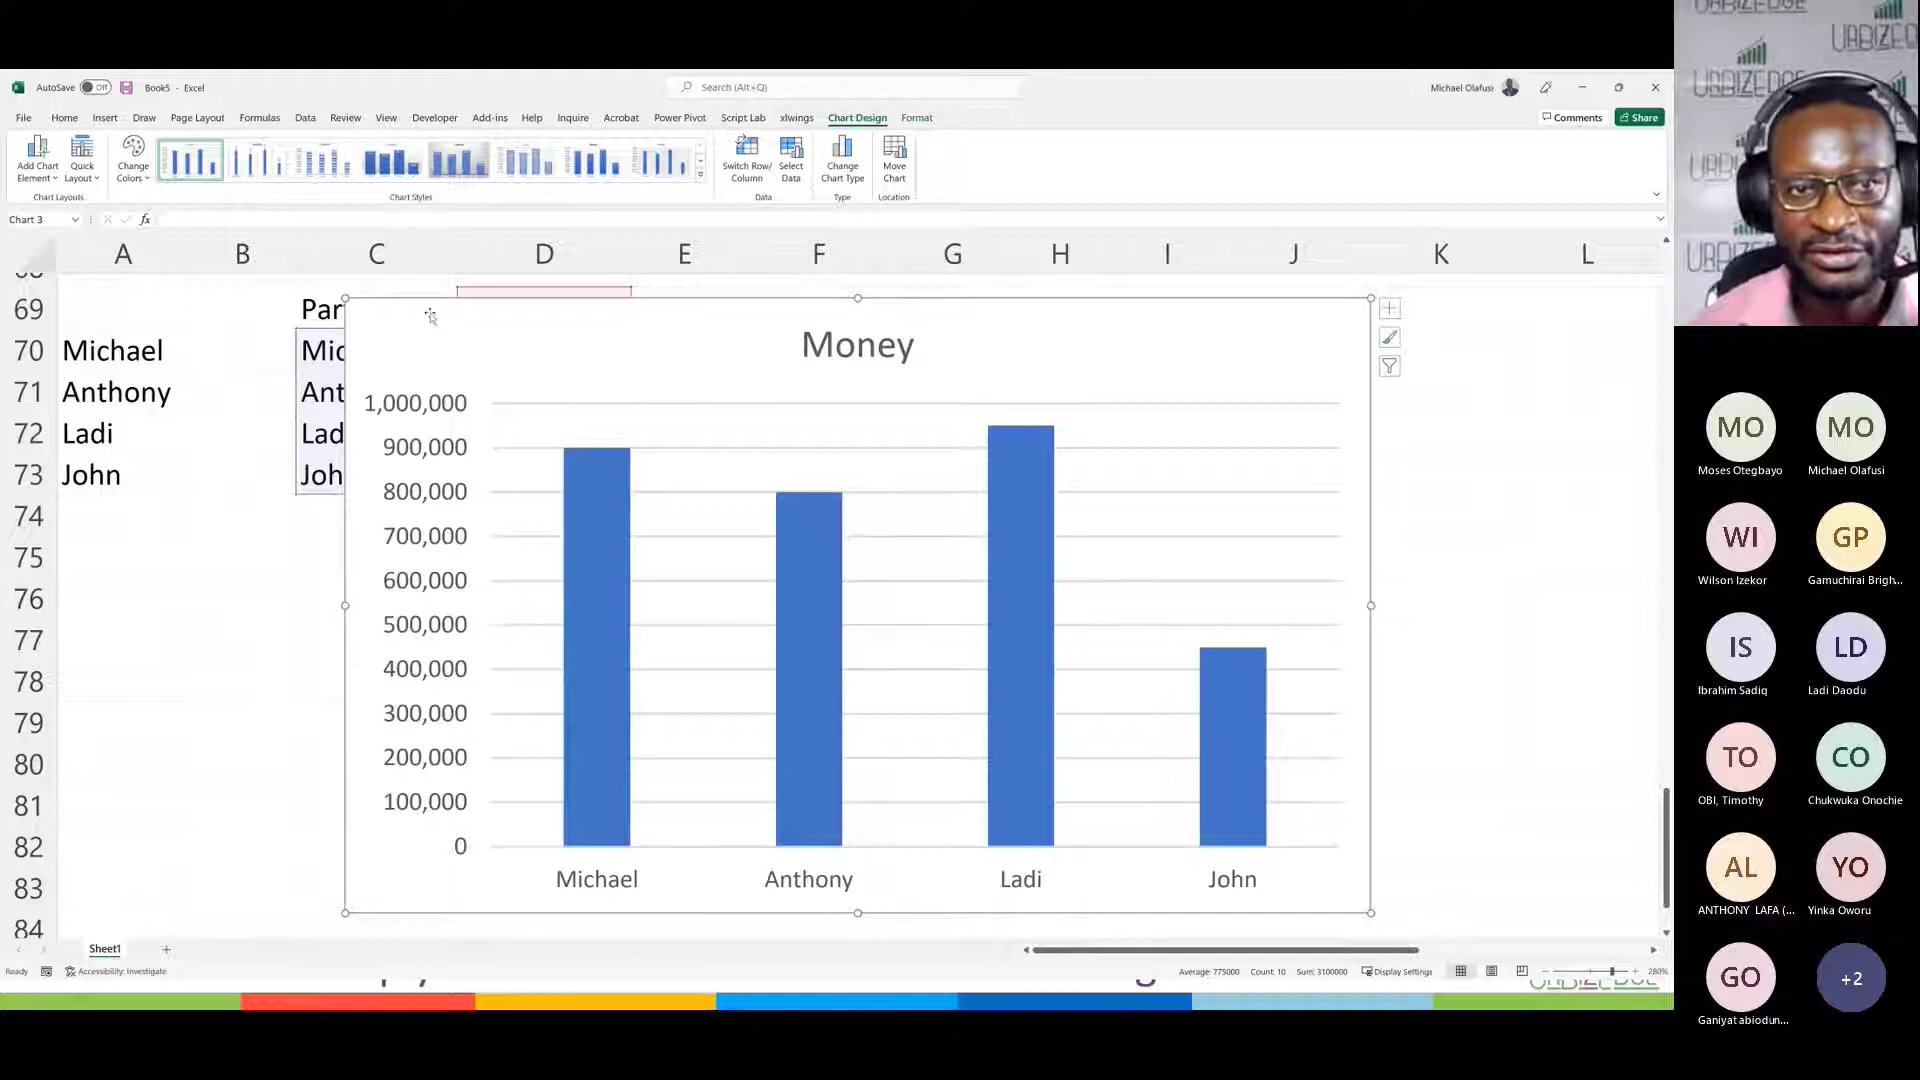 AutoSave Off Book5 - Excel Search (Alt+Q) Michael Olafusi
File Home Insert Draw Page Layout Formulas Data Review View Developer Add-ins Help Inquire Acrobat Power Pivot Script Lab xlwings Chart Design Format Comments Share
Add Chart Element
Quick Layout
Change Colors
Switch Row/ Column
Select Data
Change Chart Type
Move Chart
Chart Layouts Chart Styles Data Type Location
Chart 3 fx
A B C D E F G H I J K L
69 Par
70 Michael Mic
71 Anthony Ant
72 Ladi Lad
73 John Joh
74
75
76
77
78
79
80
81
82
83
84
Money
1,000,000
900,000
800,000
700,000
600,000
500,000
400,000
300,000
200,000
100,000
0
Michael Anthony Ladi John
Sheet1
Ready Accessibility: Investigate Average: 775000 Count: 10 Sum: 3100000 Display Settings 280%
URBIZEDGE
MO MO
Moses Otegbayo Michael Olafusi
WI GP
Wilson Izekor Gamuchirai Brigh...
IS LD
Ibrahim Sadiq Ladi Daodu
TO CO
OBI, Timothy Chukwuka Onochie
AL YO
ANTHONY LAFA (... Yinka Oworu
GO +2
Ganiyat abiodun...